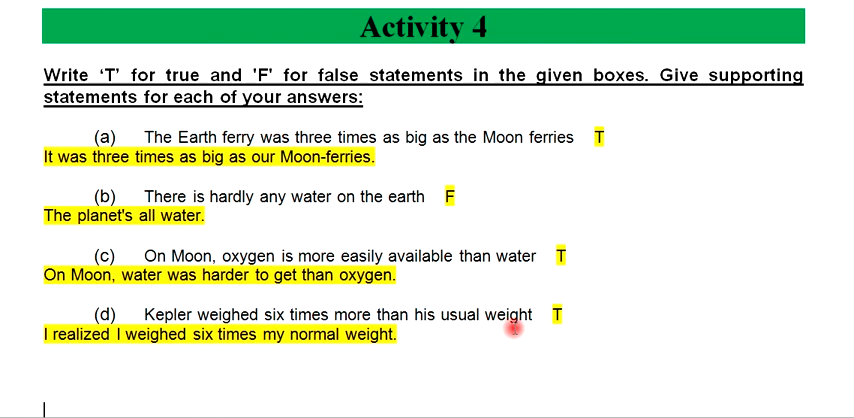 Activity 4
Write ‘T’ for true and 'F' for false statements in the given boxes. Give supporting
statements for each of your answers:
(a) The Earth ferry was three times as big as the Moon ferries T
It was three times as big as our Moon-ferries.
(b) There is hardly any water on the earth F
The planet's all water.
(c) On Moon, oxygen is more easily available than water T
On Moon, water was harder to get than oxygen.
(d) Kepler weighed six times more than his usual weight T
I realized I weighed six times my normal weight.